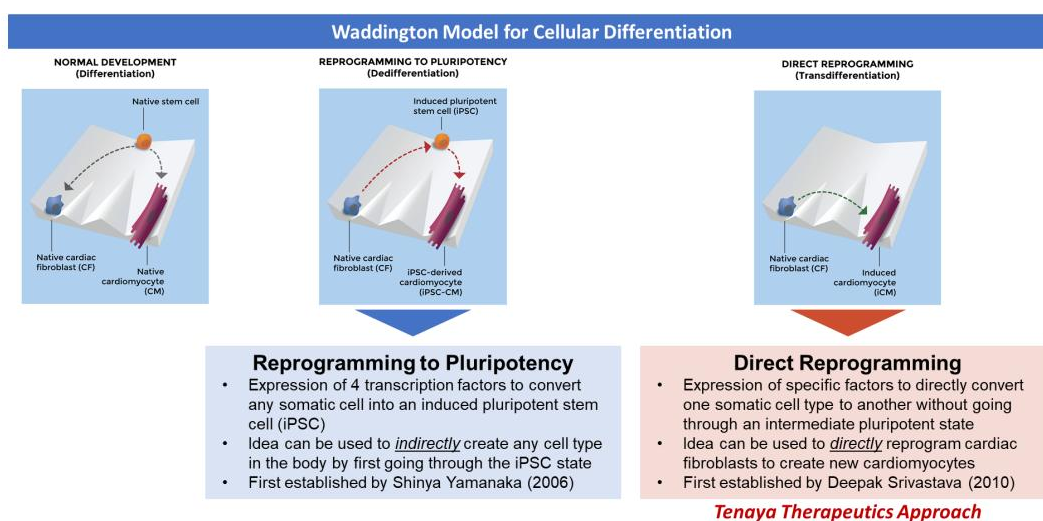 Waddington Model for Cellular Differentiation
NORMAL DEVELOPMENT
(Differentiation)
Native stem cell
Native cardiac
fibroblast (CF)
Native
cardiomyocyte
(CM)
REPROGRAMMING TO PLURIPOTENCY
(Dedifferentiation)
Induced pluripotent
stem cell (iPSC)
Native cardiac
fibroblast (CF)
iPSC-derived
cardiomyocyte
(iPSC-CM)
DIRECT REPROGRAMMING
(Transdifferentiation)
Native cardiac
fibroblast (CF)
Induced
cardiomyocyte
(iCM)
Reprogramming to Pluripotency
• Expression of 4 transcription factors to convert
any somatic cell into an induced pluripotent stem
cell (iPSC)
• Idea can be used to indirectly create any cell type
in the body by first going through the iPSC state
• First established by Shinya Yamanaka (2006)
Direct Reprogramming
• Expression of specific factors to directly convert
one somatic cell type to another without going
through an intermediate pluripotent state
• Idea can be used to directly reprogram cardiac
fibroblasts to create new cardiomyocytes
• First established by Deepak Srivastava (2010)
Tenaya Therapeutics Approach